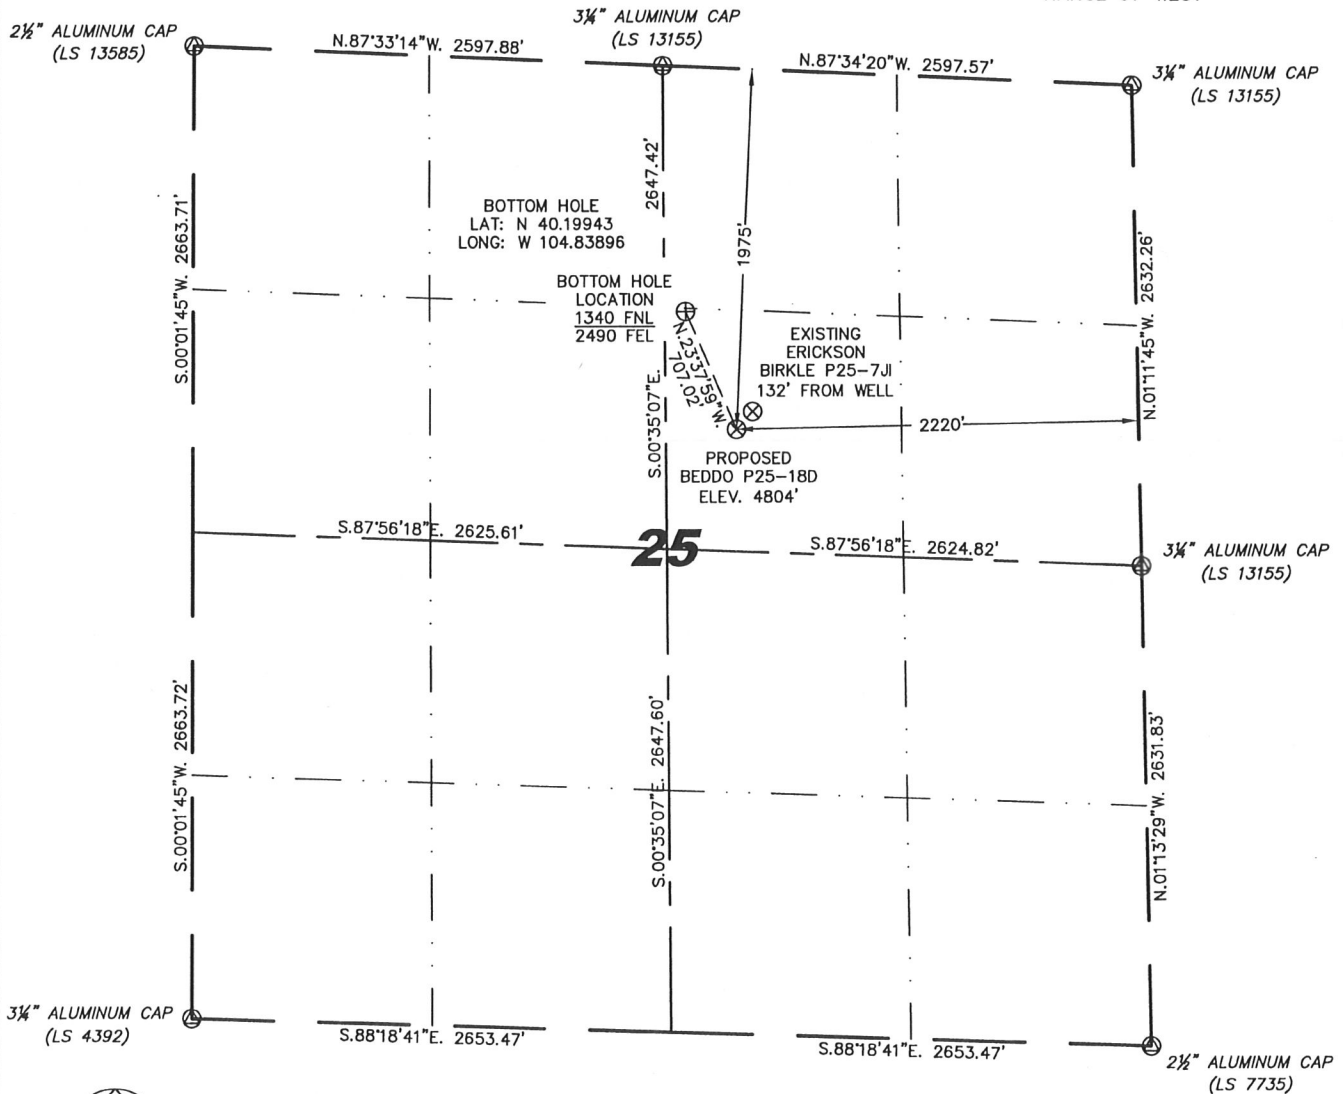 3¼" ALUMINUM CAP
(LS 13155)
2½" ALUMINUM CAP
(LS 13585)
N.87°33'14"W. 2597.88'
N.87°34'20"W. 2597.57'
3¼" ALUMINUM CAP
(LS 13155)
2647.42'
S.00°01'45"W. 2663.71'
BOTTOM HOLE
LAT: N 40.19943
LONG: W 104.83896
1975'
N.01°11'45"W. 2632.26'
BOTTOM HOLE
LOCATION
1340 FNL
2490 FEL
N.23°37'59"W.
707.02'
EXISTING
ERICKSON
BIRKLE P25-7JI
132' FROM WELL
S.00°35'07"E.
2220'
PROPOSED
BEDDO P25-18D
ELEV. 4804'
S.87°56'18"E. 2625.61'
25
S.87°56'18"E. 2624.82'
3¼" ALUMINUM CAP
(LS 13155)
S.00°01'45"W. 2663.72'
S.00°35'07"E. 2647.60'
N.01°13'29"W. 2631.83'
3¼" ALUMINUM CAP
(LS 4392)
S.88°18'41"E. 2653.47'
S.88°18'41"E. 2653.47'
2½" ALUMINUM CAP
(LS 7735)